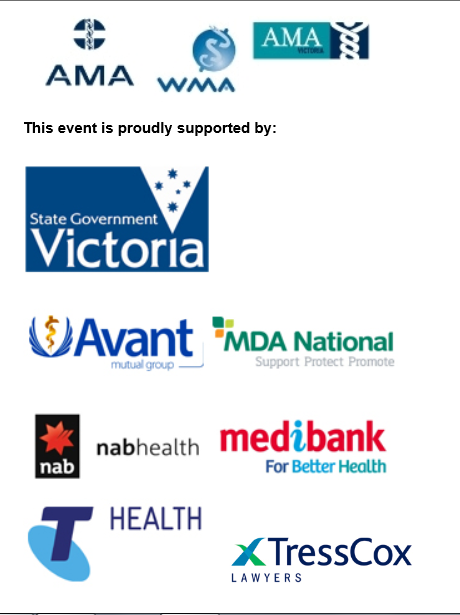 AMA
WMA
AMA
VICTORIA
This event is proudly supported by:
State Government
Victoria
Avant
mutual group
MDA National
Support Protect Promote
nab
nabhealth
medibank
For Better Health
T HEALTH
TressCox
LAWYERS